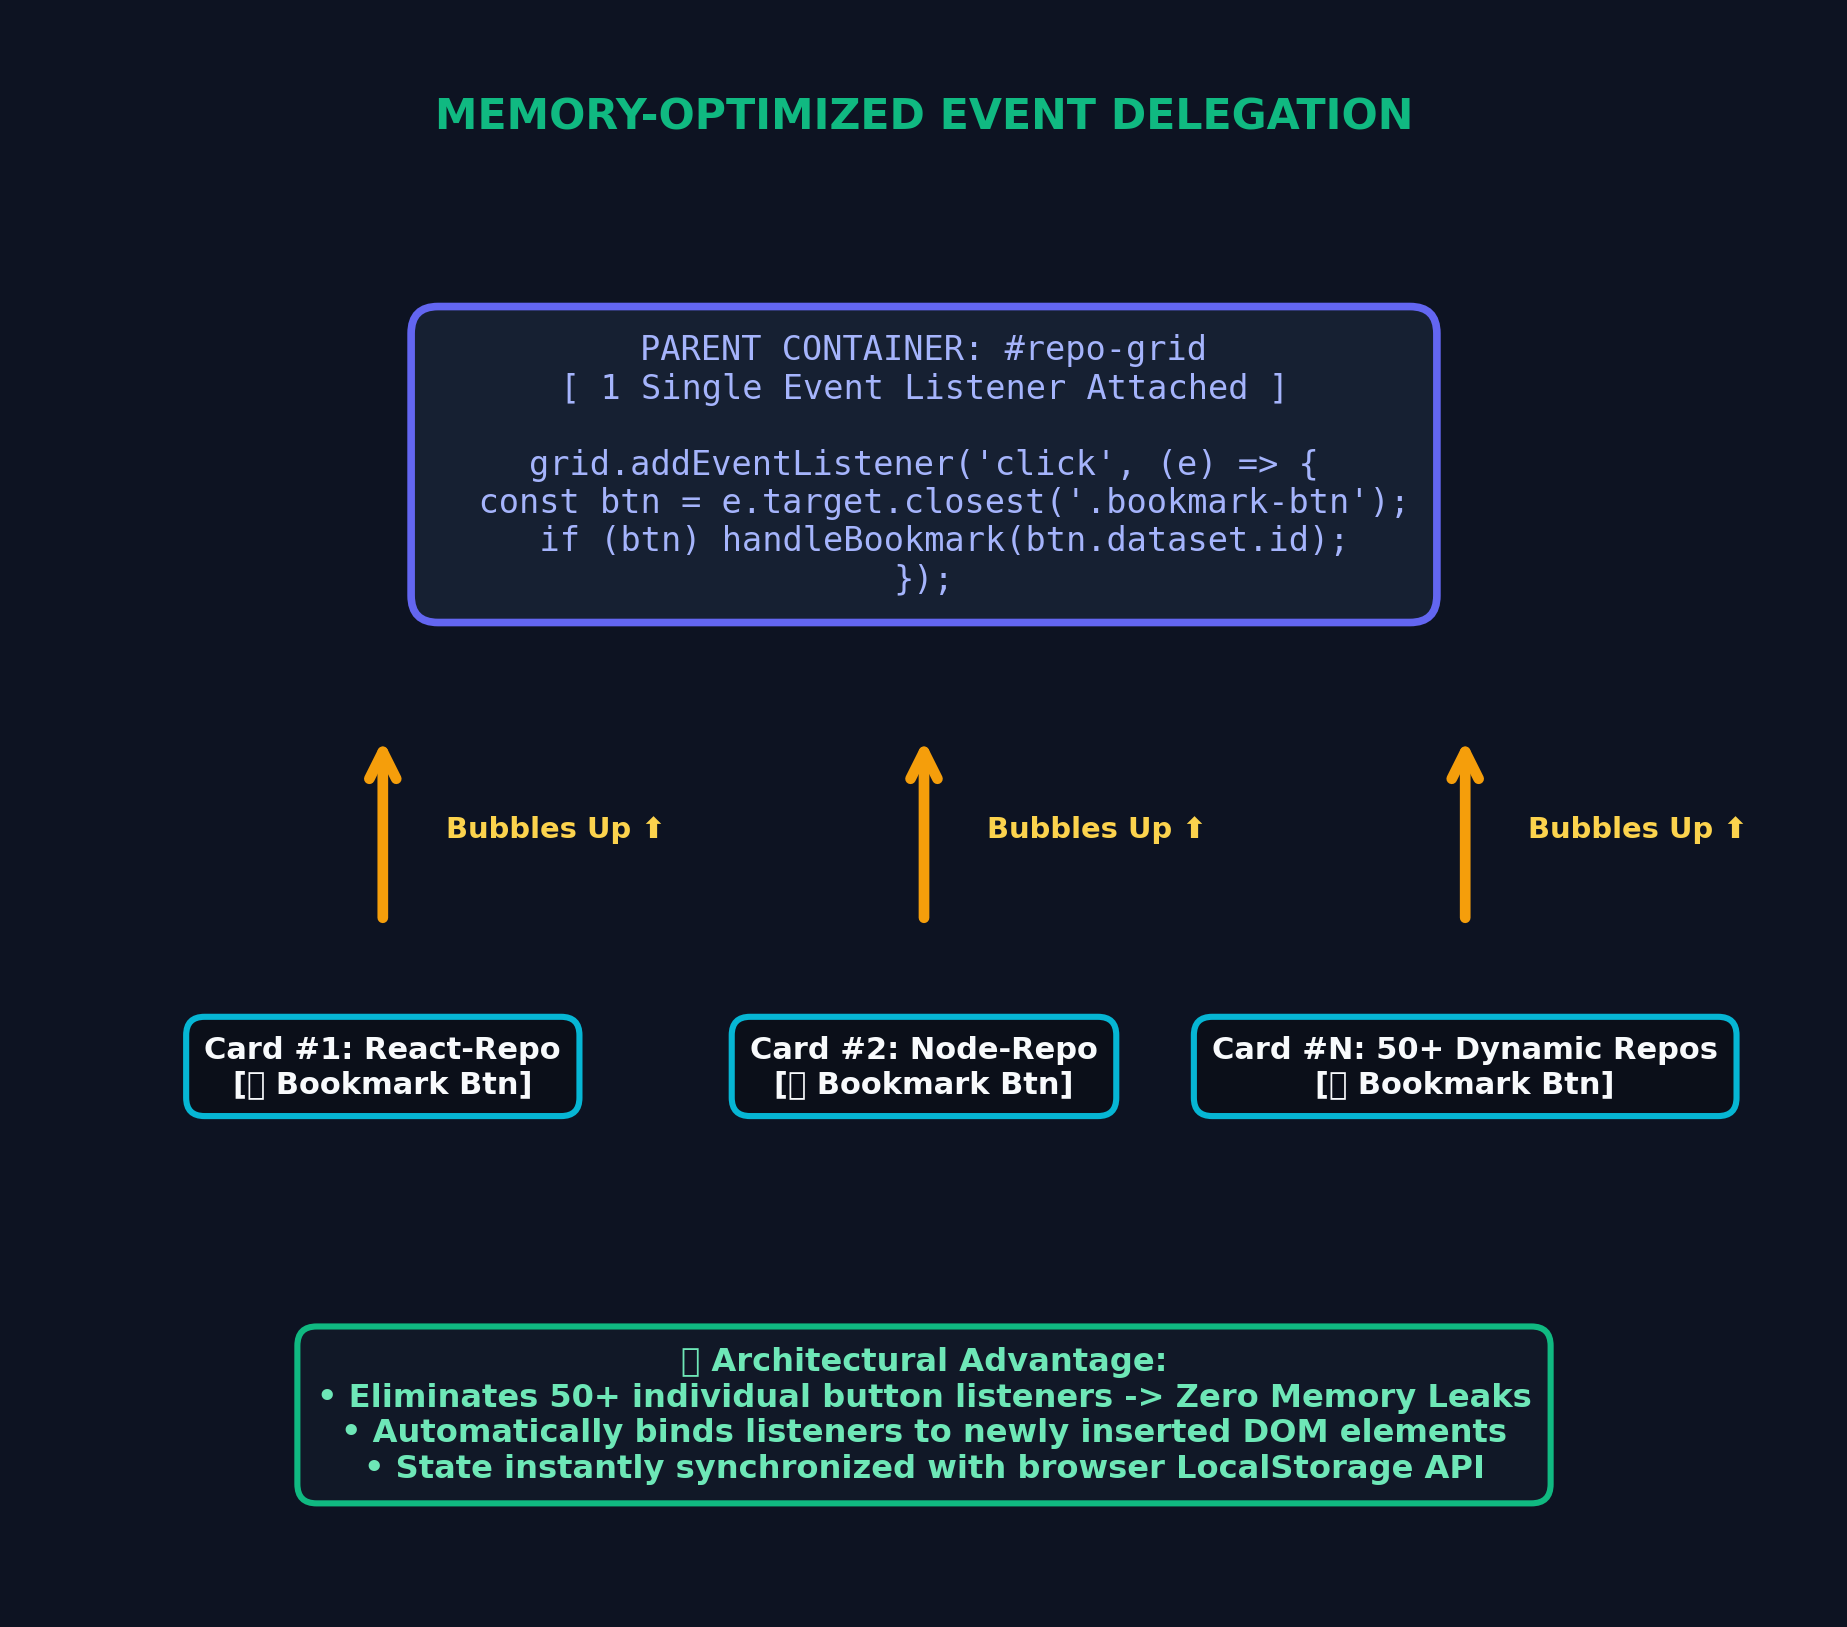 MEMORY-OPTIMIZED EVENT DELEGATION
PARENT CONTAINER: #repo-grid
[ 1 Single Event Listener Attached ]
grid.addEventListener('click', (e) => {
const btn = e.target.closest('.bookmark-btn');
if (btn) handleBookmark(btn.dataset.id);
});
Bubbles Up ⬆
Bubbles Up ⬆
Bubbles Up ⬆
Card #1: React-Repo
[▯ Bookmark Btn]
Card #2: Node-Repo
[▯ Bookmark Btn]
Card #N: 50+ Dynamic Repos
[▯ Bookmark Btn]
▯ Architectural Advantage:
• Eliminates 50+ individual button listeners -> Zero Memory Leaks
• Automatically binds listeners to newly inserted DOM elements
• State instantly synchronized with browser LocalStorage API